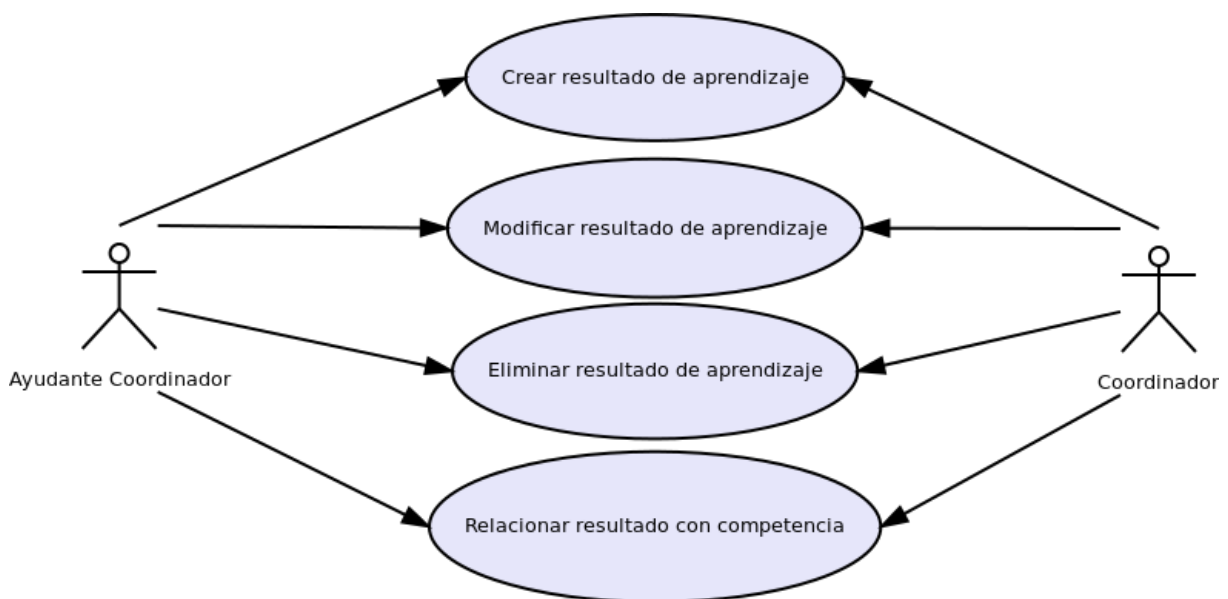 Crear resultado de aprendizaje
Modificar resultado de aprendizaje
Eliminar resultado de aprendizaje
Ayudante Coordinador
Coordinador
Relacionar resultado con competencia